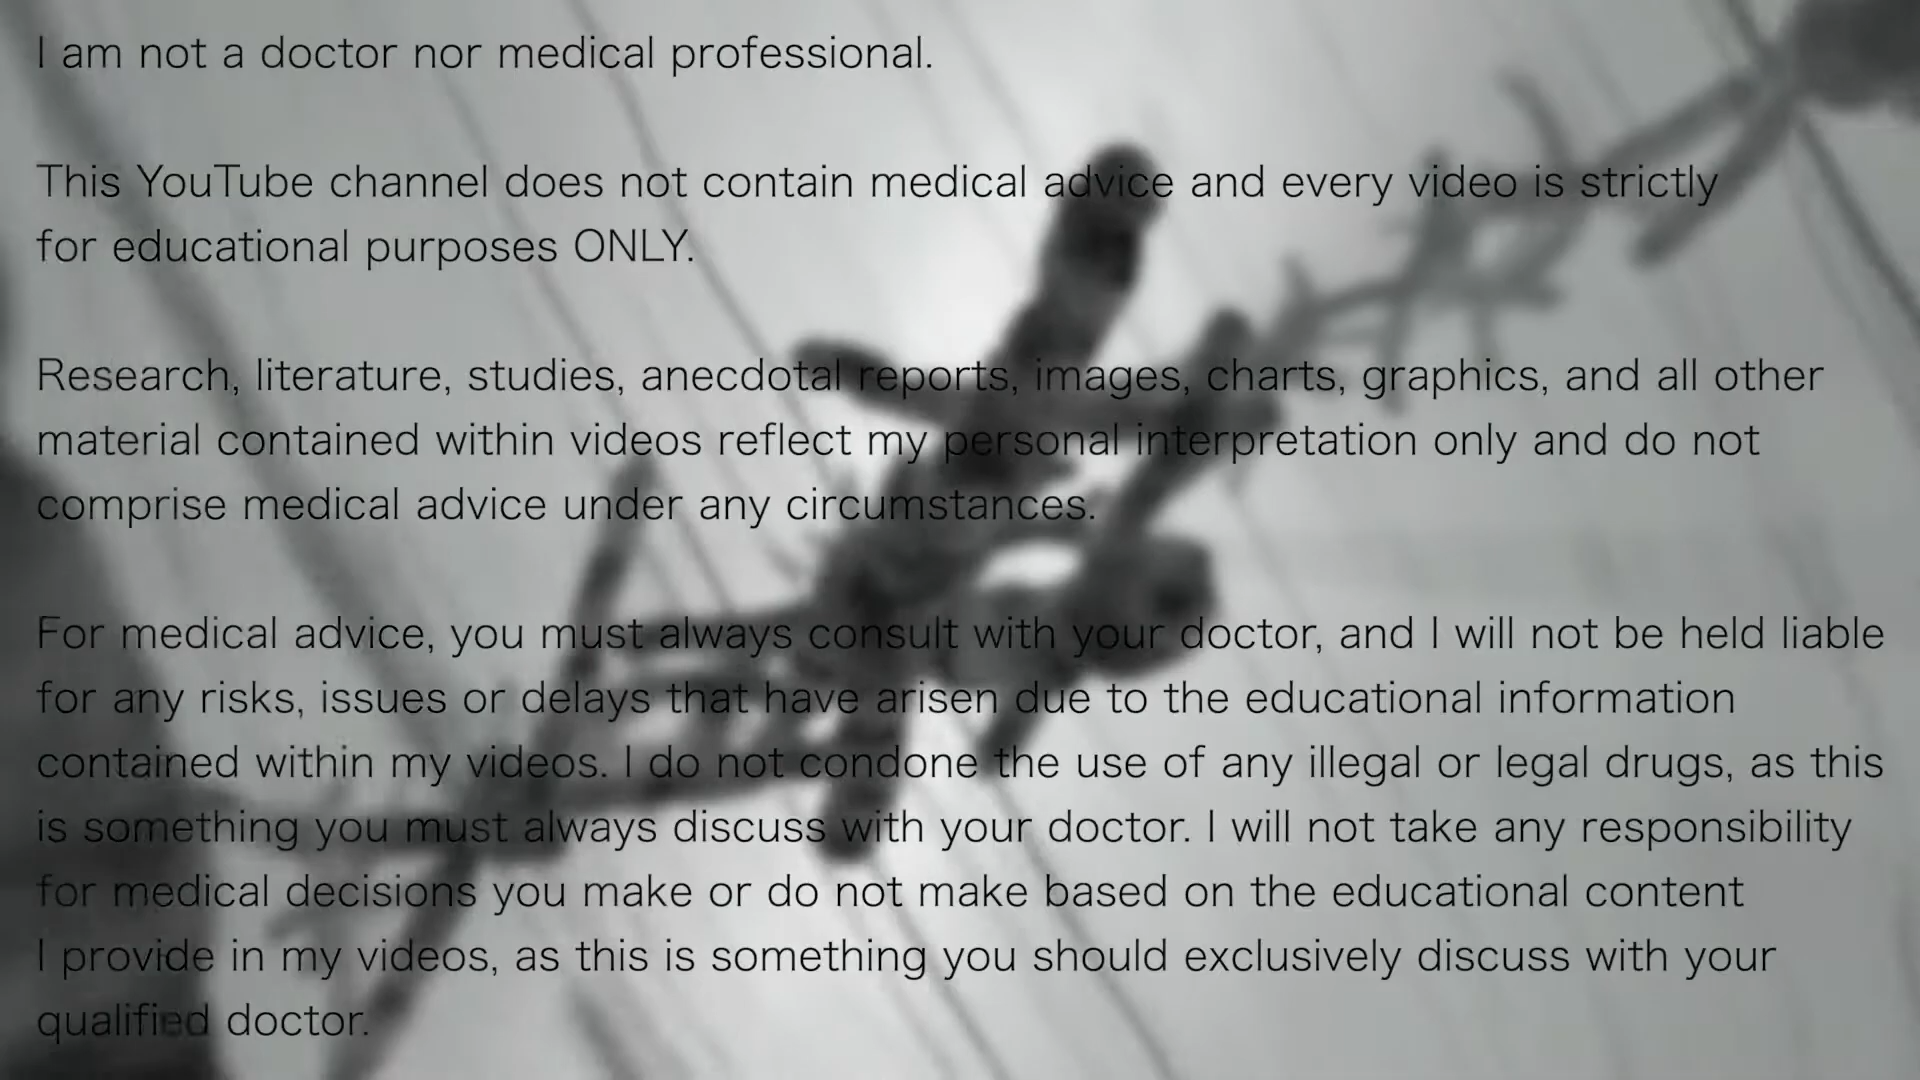 I am not a doctor nor medical professional.
This YouTube channel does not contain medical advice and every video is strictly
for educational purposes ONLY.
Research, literature, studies, anecdotal reports, images, charts, graphics, and all other
material contained within videos reflect my personal interpretation only and do not
comprise medical advice under any circumstances.
For medical advice, you must always consult with your doctor, and I will not be held liable
for any risks, issues or delays that have arisen due to the educational information
contained within my videos. I do not condone the use of any illegal or legal drugs, as this
is something you must always discuss with your doctor. I will not take any responsibility
for medical decisions you make or do not make based on the educational content
I provide in my videos, as this is something you should exclusively discuss with your
qualified doctor.